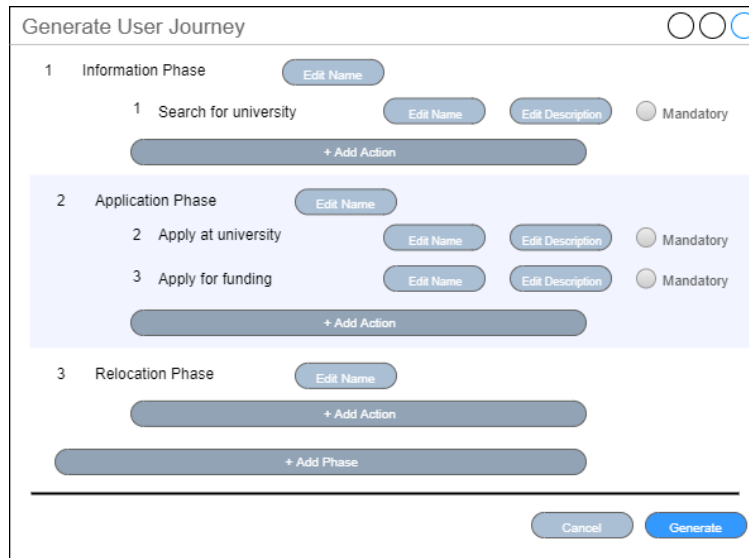 Generate User Journey
1 Information Phase Edit Name
1 Search for university Edit Name Edit Description Mandatory
+ Add Action
2 Application Phase Edit Name
2 Apply at university Edit Name Edit Description Mandatory
3 Apply for funding Edit Name Edit Description Mandatory
+ Add Action
3 Relocation Phase Edit Name
+ Add Action
+ Add Phase
Cancel Generate